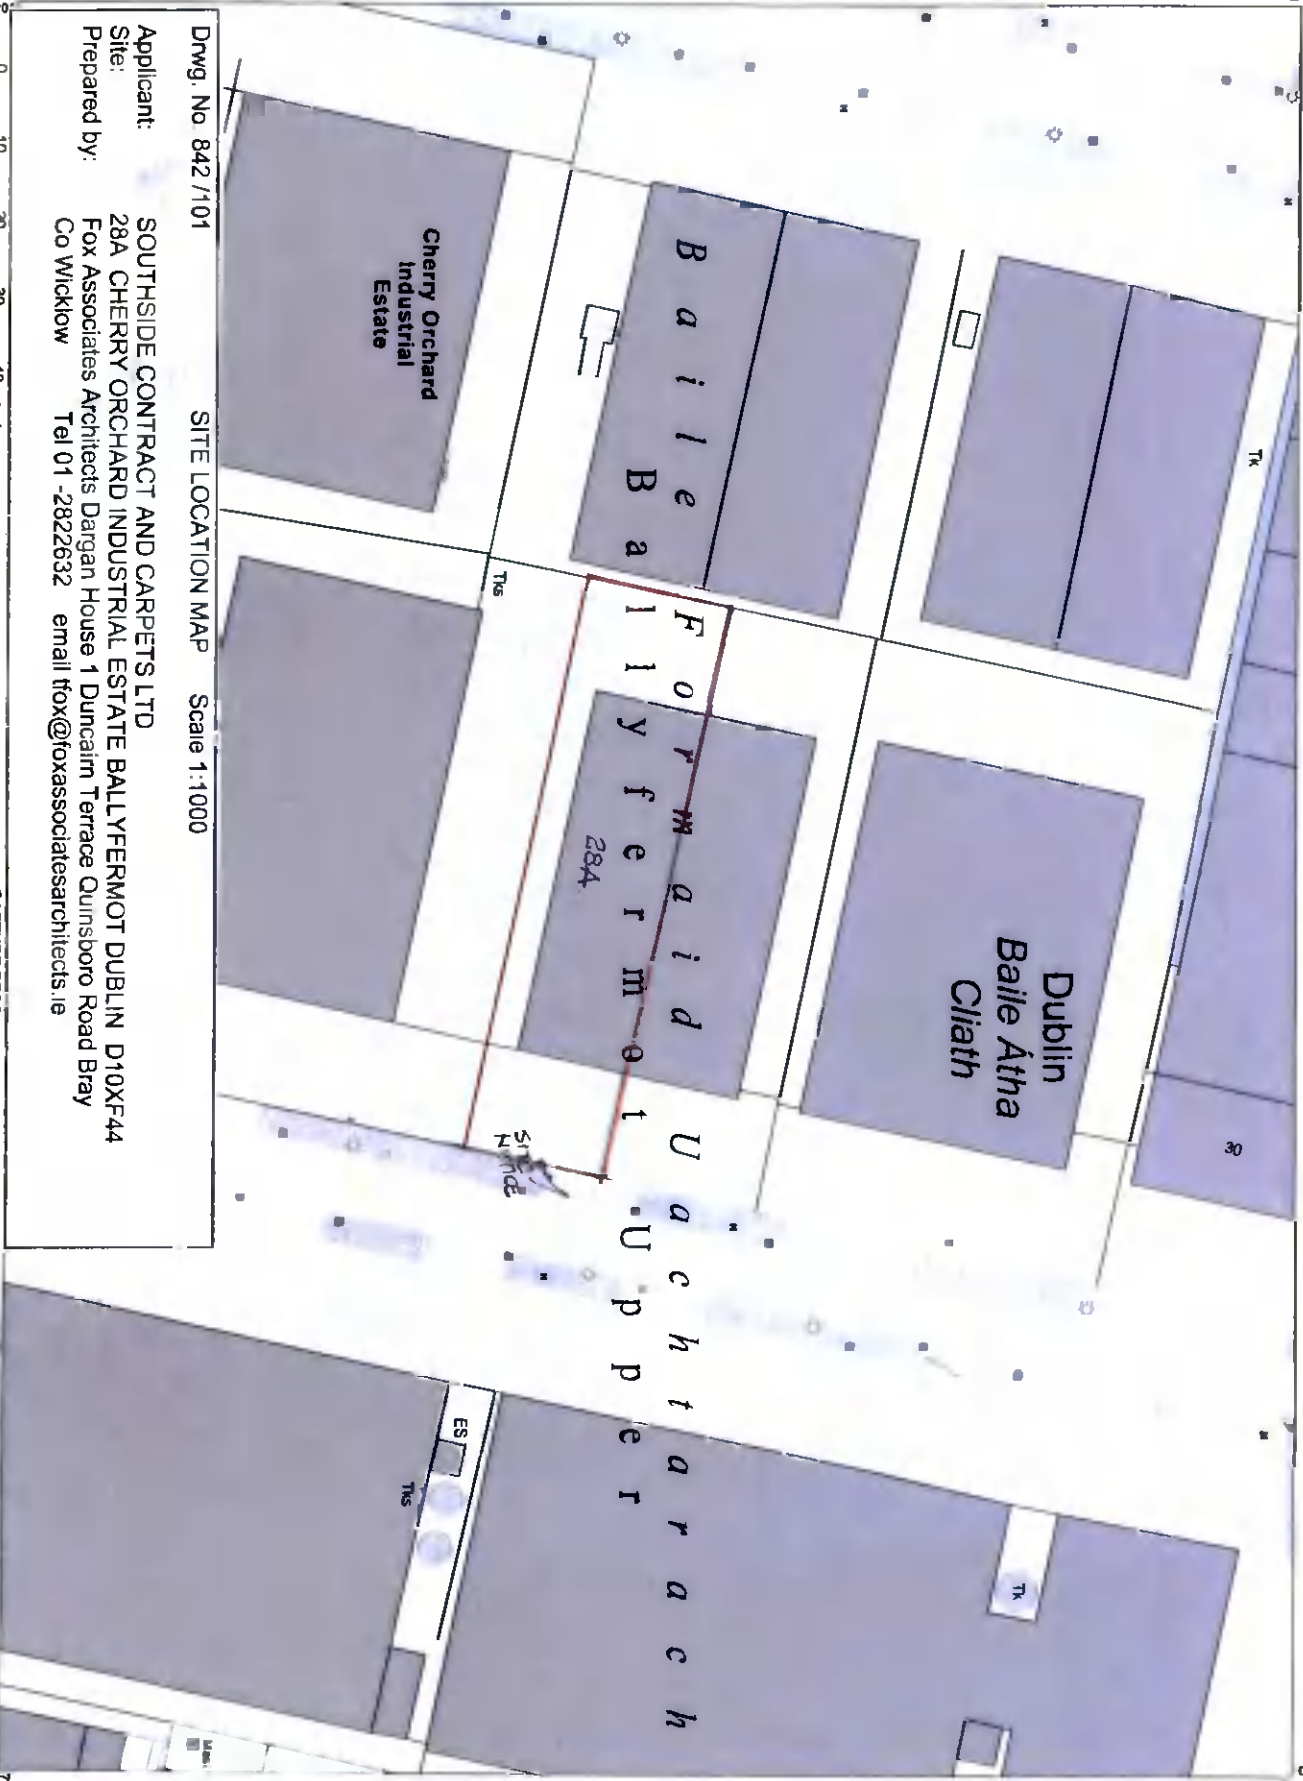 Drwg. No. 842 /101 SITE LOCATION MAP Scale 1:1000
Applicant: SOUTHSIDE CONTRACT AND CARPETS LTD
Site: 28A CHERRY ORCHARD INDUSTRIAL ESTATE BALLYFERMOT DUBLIN D10XF44
Prepared by: Fox Associates Architects Dargan House 1 Duncairn Terrace Quinsboro Road Bray
Co Wicklow Tel 01 -2822632 email tfox@foxassociatesarchitects.ie
Tk
30
Dublin
Baile Átha
Cliath
Baile Formaid Uachtarach
Ballyfermot Upper
28A
Cherry Orchard
Industrial
Estate
Tks
SITE
NOTICE
Tk
ES
Tks